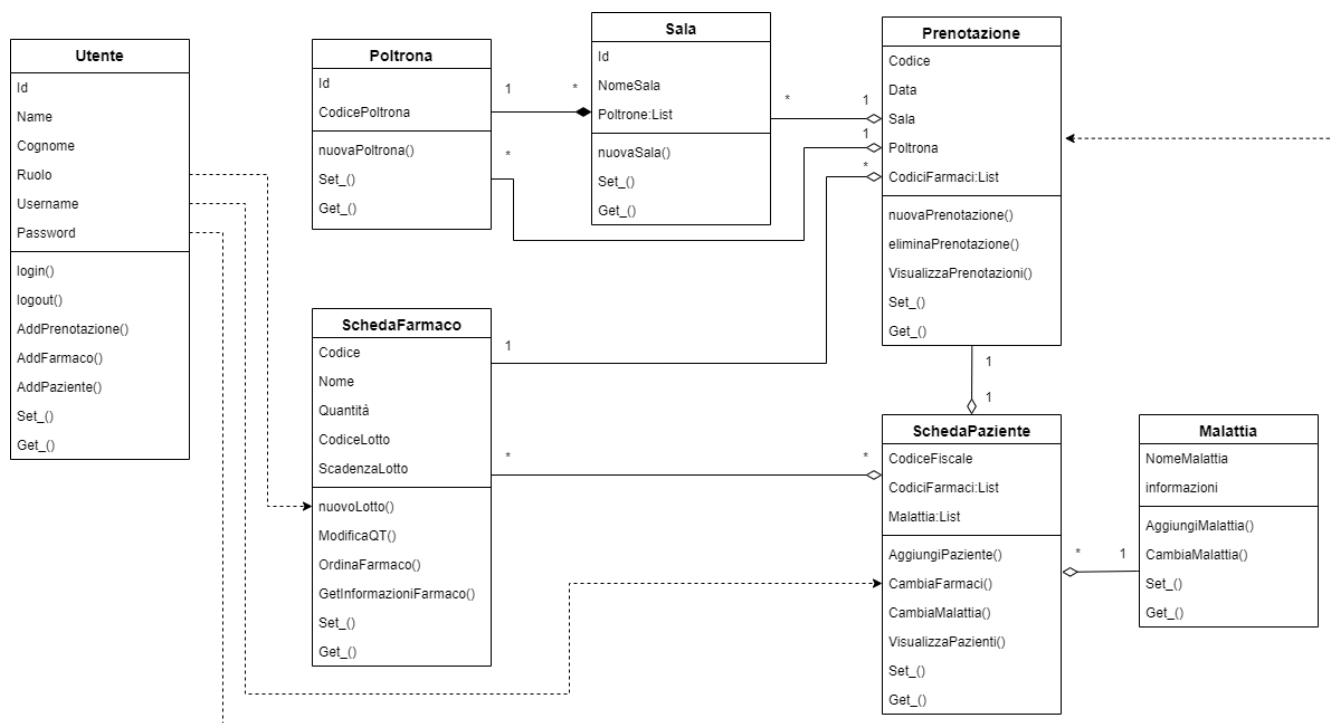 Utente
Id
Name
Cognome
Ruolo
Username
Password
login()
logout()
AddPrenotazione()
AddFarmaco()
AddPaziente()
Set_()
Get_()
Poltrona
Id
CodicePoltrona
nuovaPoltrona()
Set_()
Get_()
1
*
*
Sala
Id
NomeSala
Poltrone:List
nuovaSala()
Set_()
Get_()
*
1
1
*
Prenotazione
Codice
Data
Sala
Poltrona
CodiciFarmaci:List
nuovaPrenotazione()
eliminaPrenotazione()
VisualizzaPrenotazioni()
Set_()
Get_()
SchedaFarmaco
Codice
Nome
Quantità
CodiceLotto
ScadenzaLotto
nuovoLotto()
ModificaQT()
OrdinaFarmaco()
GetInformazioniFarmaco()
Set_()
Get_()
1
*
*
1
1
SchedaPaziente
CodiceFiscale
CodiciFarmaci:List
Malattia:List
AggiungiPaziente()
CambiaFarmaci()
CambiaMalattia()
VisualizzaPazienti()
Set_()
Get_()
*
1
Malattia
NomeMalattia
informazioni
AggiungiMalattia()
CambiaMalattia()
Set_()
Get_()